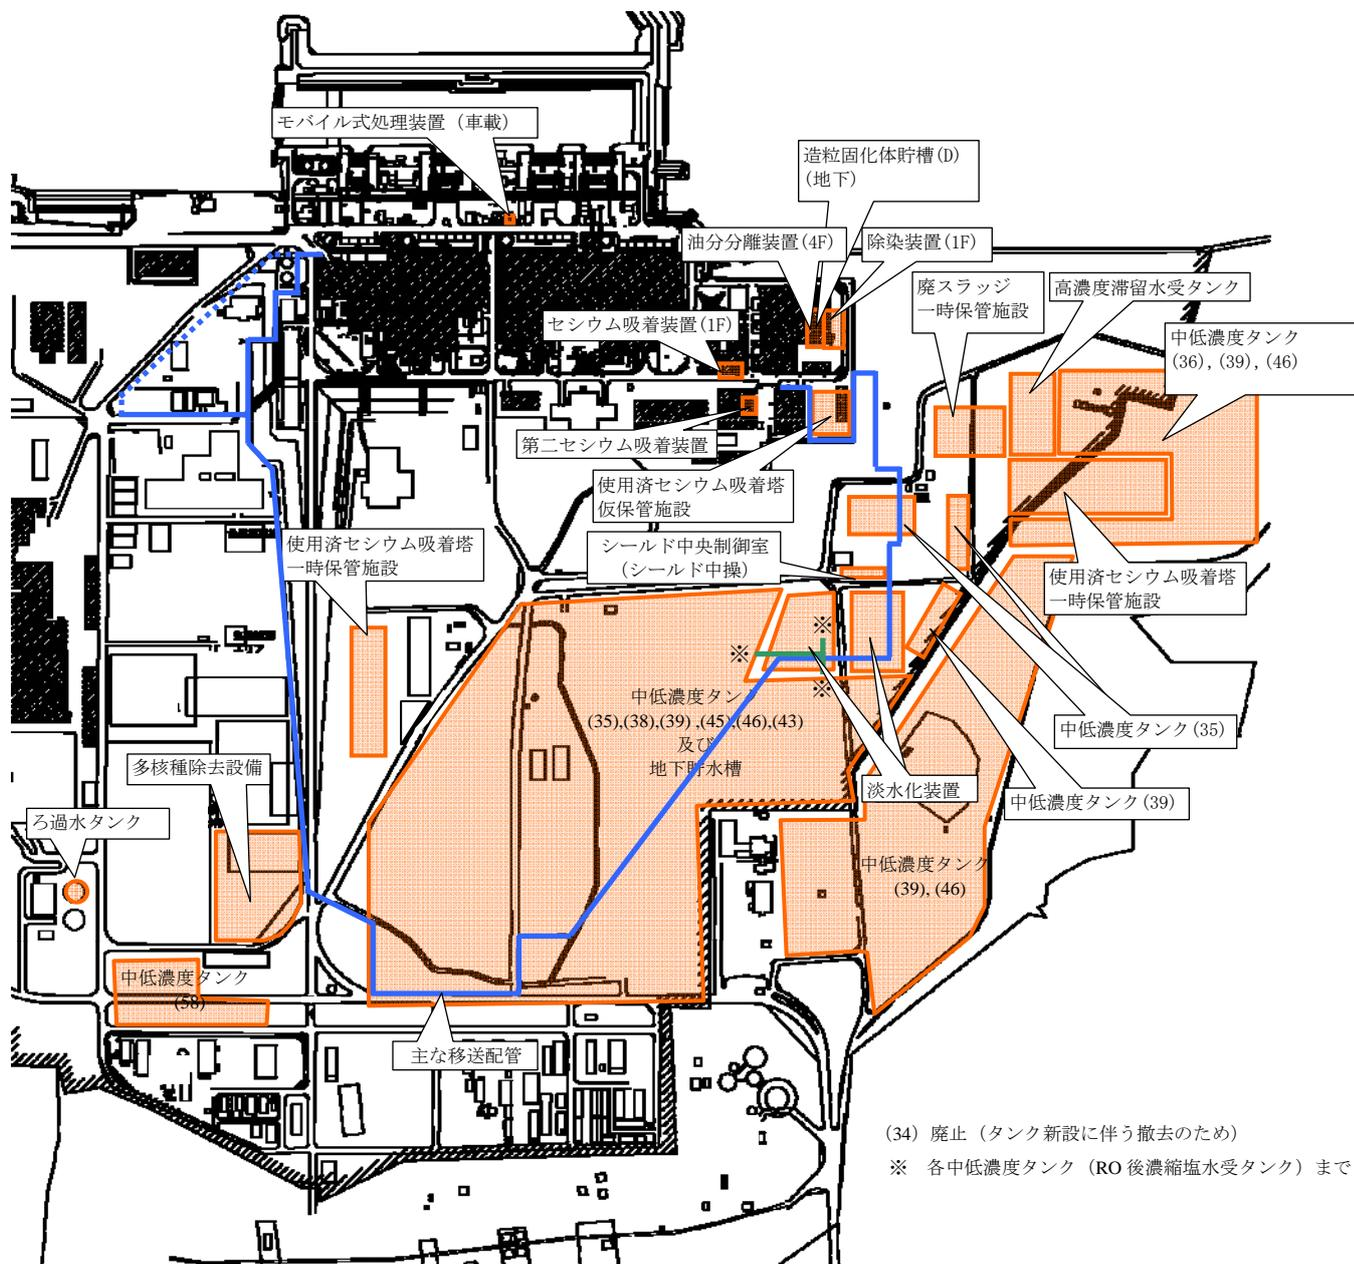 モバイル式処理装置（車載）
造粒固化体貯槽(D)
(地下)
油分分離装置(4F)
除染装置(1F)
廃スラッジ
一時保管施設
高濃度滞留水受タンク
セシウム吸着装置(1F)
中低濃度タンク
(36), (39), (46)
第二セシウム吸着装置
使用済セシウム吸着塔
仮保管施設
使用済セシウム吸着塔
一時保管施設
シールド中央制御室
（シールド中操）
使用済セシウム吸着塔
一時保管施設
エリア
※
※
※
中低濃度タンク
(35),(38),(39) ,(45),(46),(43)
及び
地下貯水槽
中低濃度タンク(35)
多核種除去設備
淡水化装置
中低濃度タンク(39)
ろ過水タンク
中低濃度タンク
(39), (46)
中低濃度タンク
(58)
主な移送配管
（34）廃止（タンク新設に伴う撤去のため）
※　各中低濃度タンク（RO 後濃縮塩水受タンク）まで